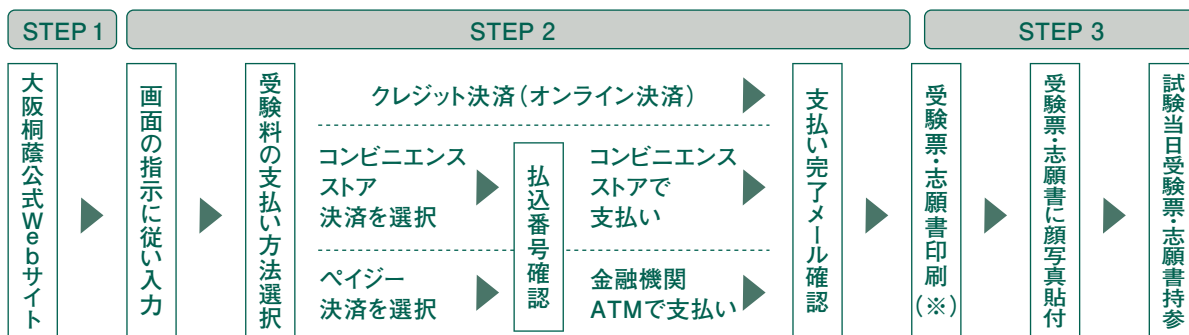 STEP 1
STEP 2
STEP 3
大阪桐蔭公式Webサイト
画面の指示に従い入力
受験料の支払い方法選択
クレジット決済(オンライン決済)
コンビニエンス
ストア
決済を選択
ペイジー
決済を選択
払込番号確認
コンビニエンス
ストアで
支払い
金融機関
ATMで支払い
支払い完了メール確認
受験票・志願書印刷
(※)
受験票・志願書に顔写真貼付
試験当日受験票・志願書持参